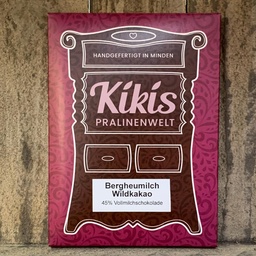 HANDGEFERTIGT IN MINDEN
Kikis
PRALINENWELT
Bergheumilch
Wildkakao
45% Vollmilchschokolade